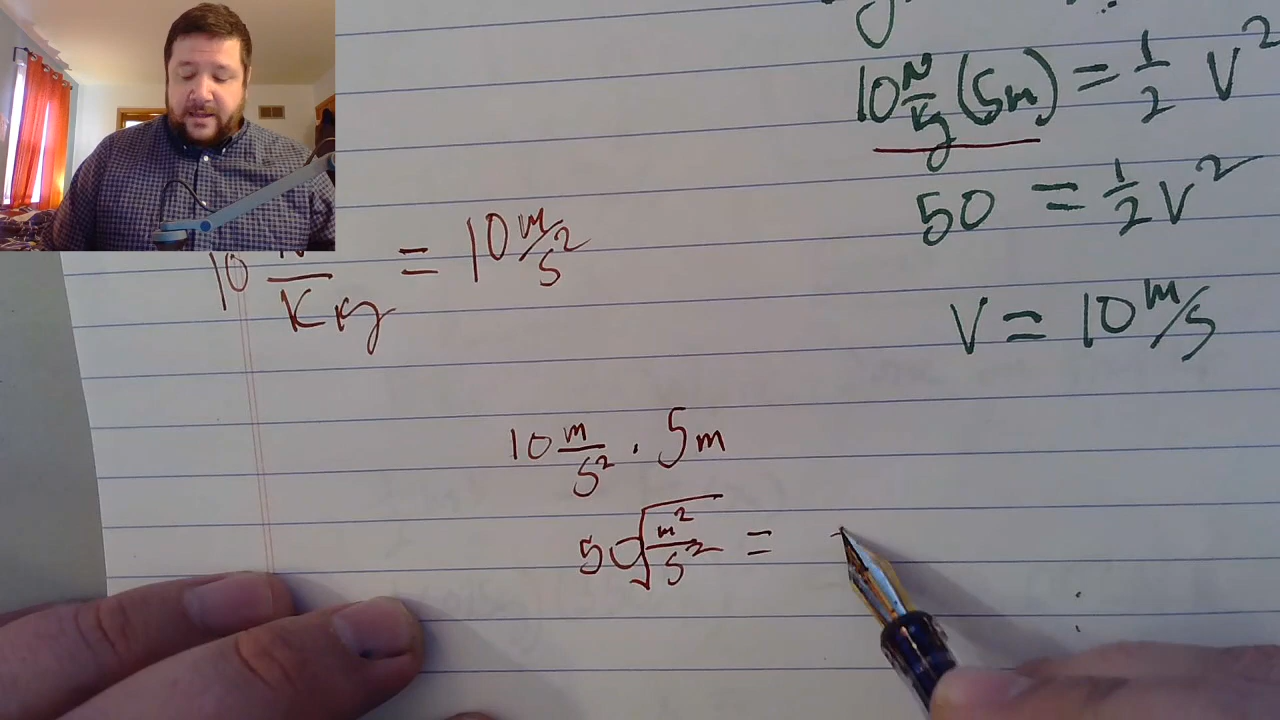 10 N/Kg (5m) = 1/2 V²
50 = 1/2 V²
V = 10 m/s
10 /Kg = 10 m/s²
10 m/s² · 5m
50 √(m²/s²) =